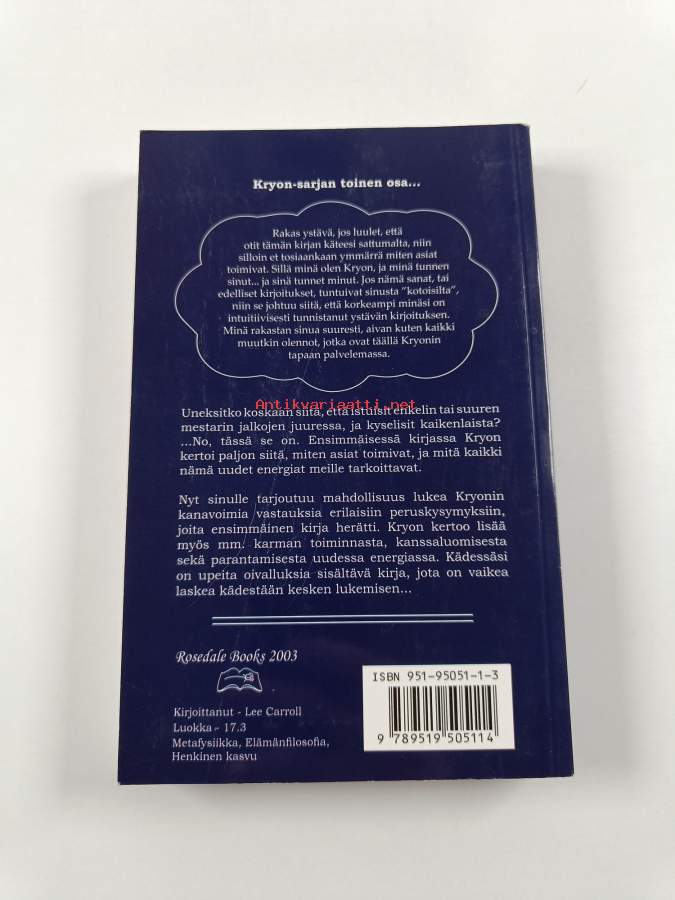 Kryon-sarjan toinen osa...
Rakas ystävä, jos luulet, että
otit tämän kirjan käteesi sattumalta, niin
silloin et tosiaankaan ymmärrä miten asiat
toimivat. Sillä minä olen Kryon, ja minä tunnen
sinut... ja sinä tunnet minut. Jos nämä sanat, tai
edelliset kirjoitukset, tuntuivat sinusta "kotoisilta",
niin se johtuu siitä, että korkeampi minäsi on
intuitiivisesti tunnistanut ystävän kirjoituksen.
Minä rakastan sinua suuresti, aivan kuten kaikki
muutkin olennot, jotka ovat täällä Kryonin
tapaan palvelemassa.
Antikvariaatti.net
Uneksitko koskaan siitä, että istuisit enkelin tai suuren
mestarin jalkojen juuressa, ja kyselisit kaikenlaista?
...No, tässä se on. Ensimmäisessä kirjassa Kryon
kertoi paljon siitä, miten asiat toimivat, ja mitä kaikki
nämä uudet energiat meille tarkoittavat.
Nyt sinulle tarjoutuu mahdollisuus lukea Kryonin
kanavoimia vastauksia erilaisiin peruskysymyksiin,
joita ensimmäinen kirja herätti. Kryon kertoo lisää
myös mm. karman toiminnasta, kanssaluomisesta
sekä parantamisesta uudessa energiassa. Kädessäsi
on upeita oivalluksia sisältävä kirja, jota on vaikea
laskea kädestään kesken lukemisen...
Rosedale Books 2003
Kirjoittanut - Lee Carroll
Luokka - 17.3
Metafysiikka, Elämänfilosofia,
Henkinen kasvu
ISBN 951-95051-1-3
9 789519 505114